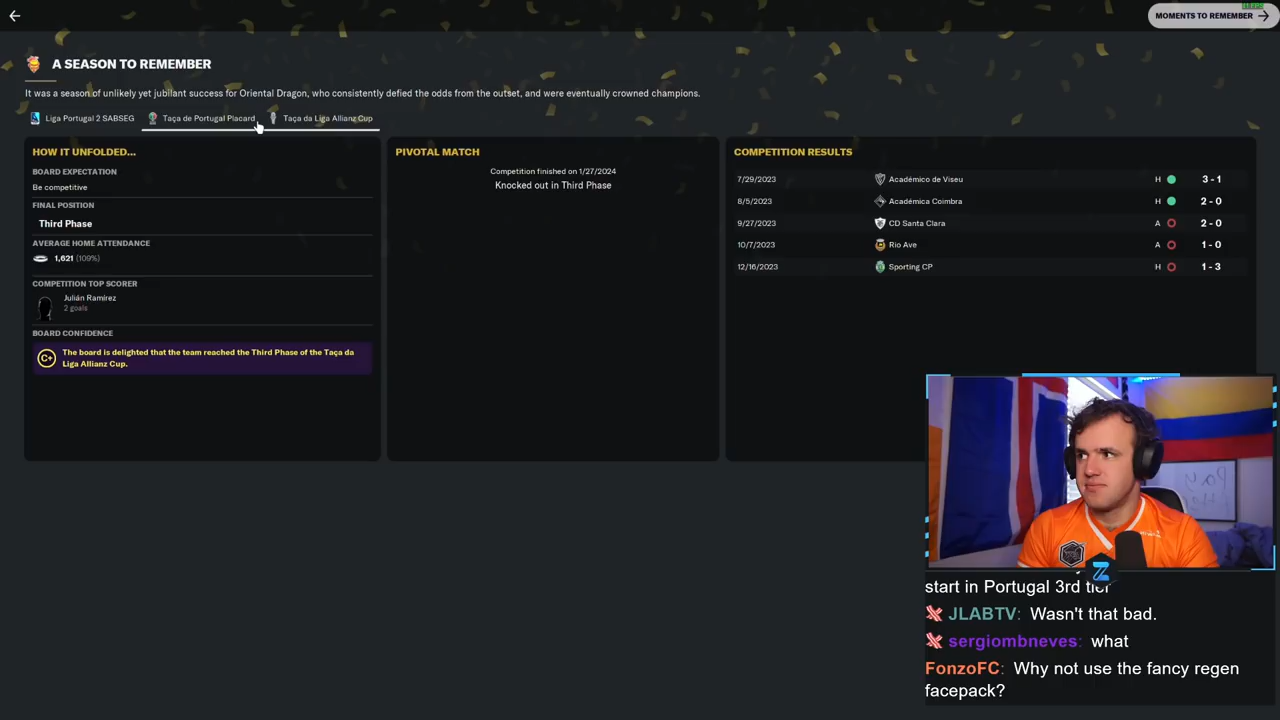 MOMENTS TO REMEMBER
A SEASON TO REMEMBER
It was a season of unlikely yet jubilant success for Oriental Dragon, who consistently defied the odds from the outset, and were eventually crowned champions.
Liga Portugal 2 SABSEG Taça de Portugal Placard Taça da Liga Allianz Cup
HOW IT UNFOLDED...
BOARD EXPECTATION
Be competitive
FINAL POSITION
Third Phase
AVERAGE HOME ATTENDANCE
1,621 (109%)
COMPETITION TOP SCORER
Julián Ramírez
2 goals
BOARD CONFIDENCE
C+
The board is delighted that the team reached the Third Phase of the Taça da
Liga Allianz Cup.
PIVOTAL MATCH
Competition finished on 1/27/2024
Knocked out in Third Phase
COMPETITION RESULTS
7/29/2023 Académico de Viseu H 3 - 1
8/5/2023 Académica Coimbra H 2 - 0
9/27/2023 CD Santa Clara A 2 - 0
10/7/2023 Rio Ave A 1 - 0
12/16/2023 Sporting CP H 1 - 3
start in Portugal 3rd tier
JLABTV: Wasn't that bad.
sergiombneves: what
FonzoFC: Why not use the fancy regen
facepack?